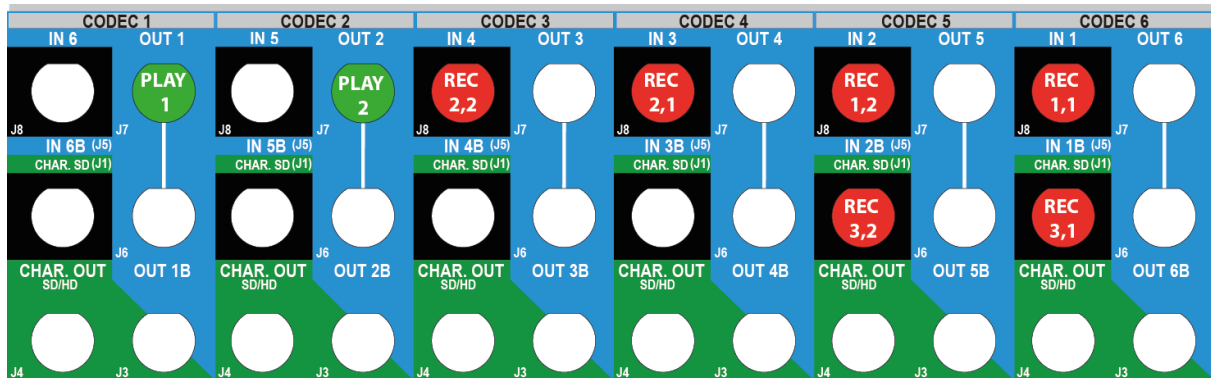 CODEC 1 CODEC 2 CODEC 3 CODEC 4 CODEC 5 CODEC 6
IN 6 OUT 1 IN 5 OUT 2 IN 4 OUT 3 IN 3 OUT 4 IN 2 OUT 5 IN 1 OUT 6
PLAY PLAY REC REC REC REC
1 2 2,2 2,1 1,2 1,1
J8 J7 J8 J7 J8 J7 J8 J7 J8 J7 J8 J7
IN 6B (J5) IN 5B (J5) IN 4B (J5) IN 3B (J5) IN 2B (J5) IN 1B (J5)
CHAR. SD (J1) CHAR. SD (J1) CHAR. SD (J1) CHAR. SD (J1) CHAR. SD (J1) CHAR. SD (J1)
REC REC
3,2 3,1
J6 J6 J6 J6 J6 J6
CHAR. OUT OUT 1B CHAR. OUT OUT 2B CHAR. OUT OUT 3B CHAR. OUT OUT 4B CHAR. OUT OUT 5B CHAR. OUT OUT 6B
SD/HD SD/HD SD/HD SD/HD SD/HD SD/HD
J4 J3 J4 J3 J4 J3 J4 J3 J4 J3 J4 J3